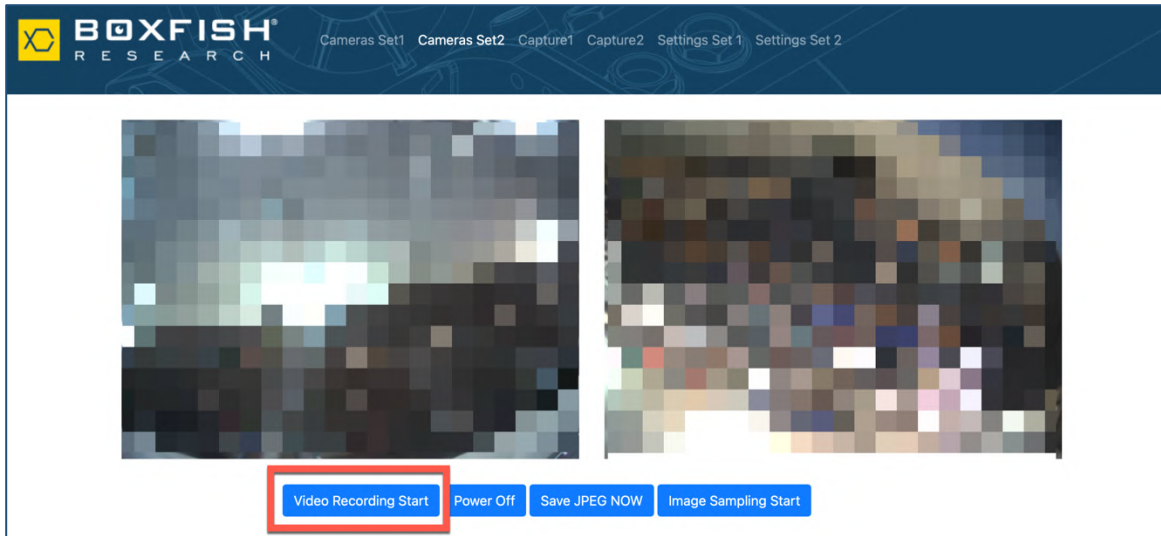 BOXFISH®
RESEARCH
Cameras Set1 Cameras Set2 Capture1 Capture2 Settings Set 1 Settings Set 2
Video Recording Start Power Off Save JPEG NOW Image Sampling Start